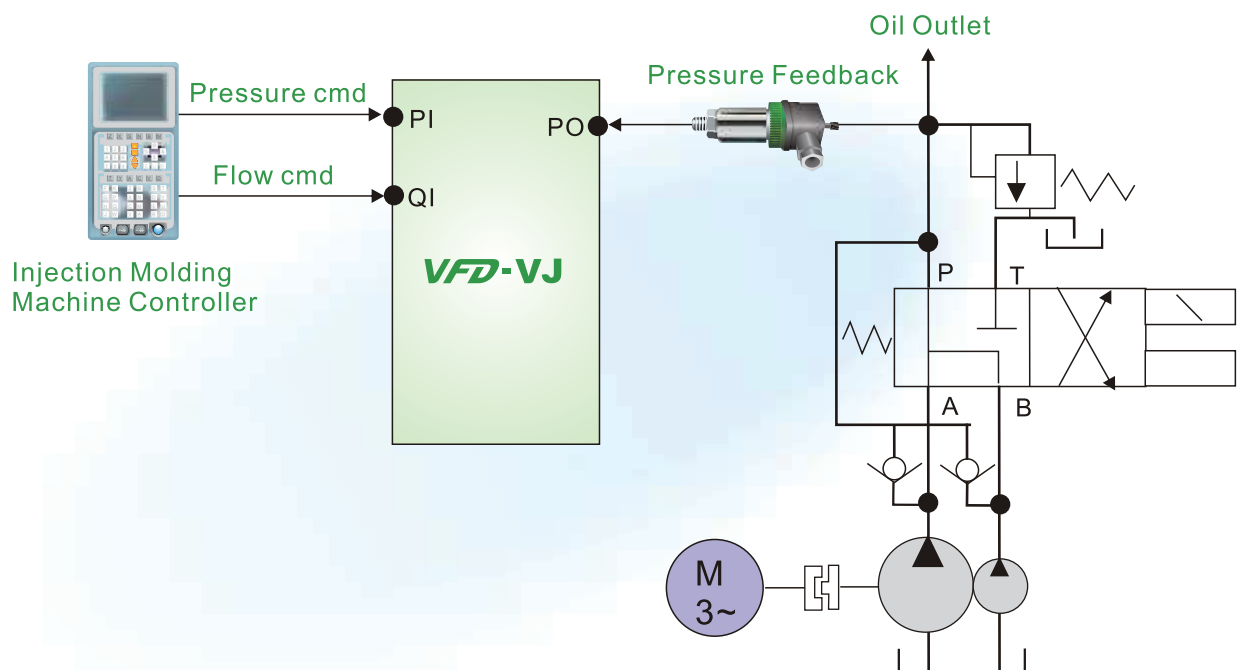 Oil Outlet
Pressure Feedback
Pressure cmd
PI
PO
Flow cmd
QI
VFD-VJ
Injection Molding
Machine Controller
P
T
A
B
M
3~